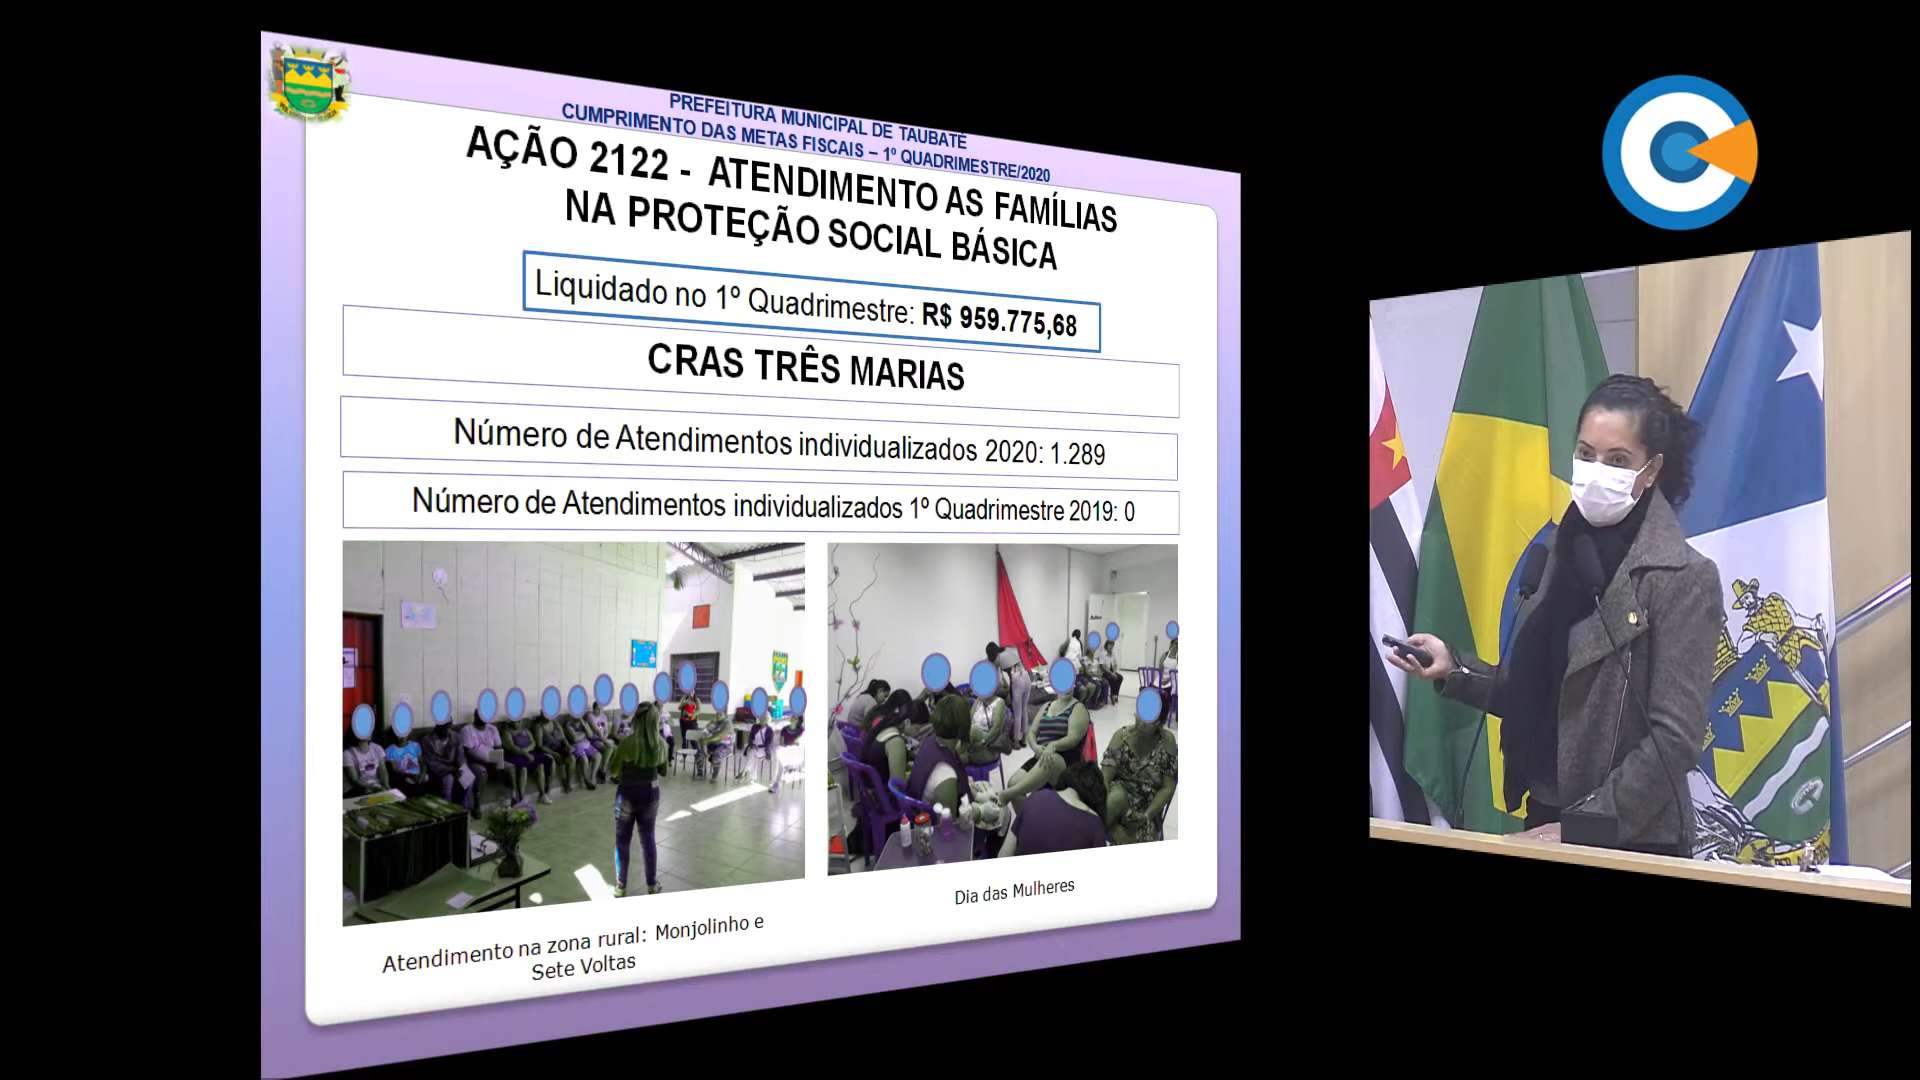 PREFEITURA MUNICIPAL DE TAUBATÉ
CUMPRIMENTO DAS METAS FISCAIS – 1º QUADRIMESTRE/2020
AÇÃO 2122 - ATENDIMENTO AS FAMÍLIAS
NA PROTEÇÃO SOCIAL BÁSICA
Liquidado no 1º Quadrimestre: R$ 959.775,68
CRAS TRÊS MARIAS
Número de Atendimentos individualizados 2020: 1.289
Número de Atendimentos individualizados 1º Quadrimestre 2019: 0
Atendimento na zona rural: Monjolinho e
Sete Voltas
Dia das Mulheres